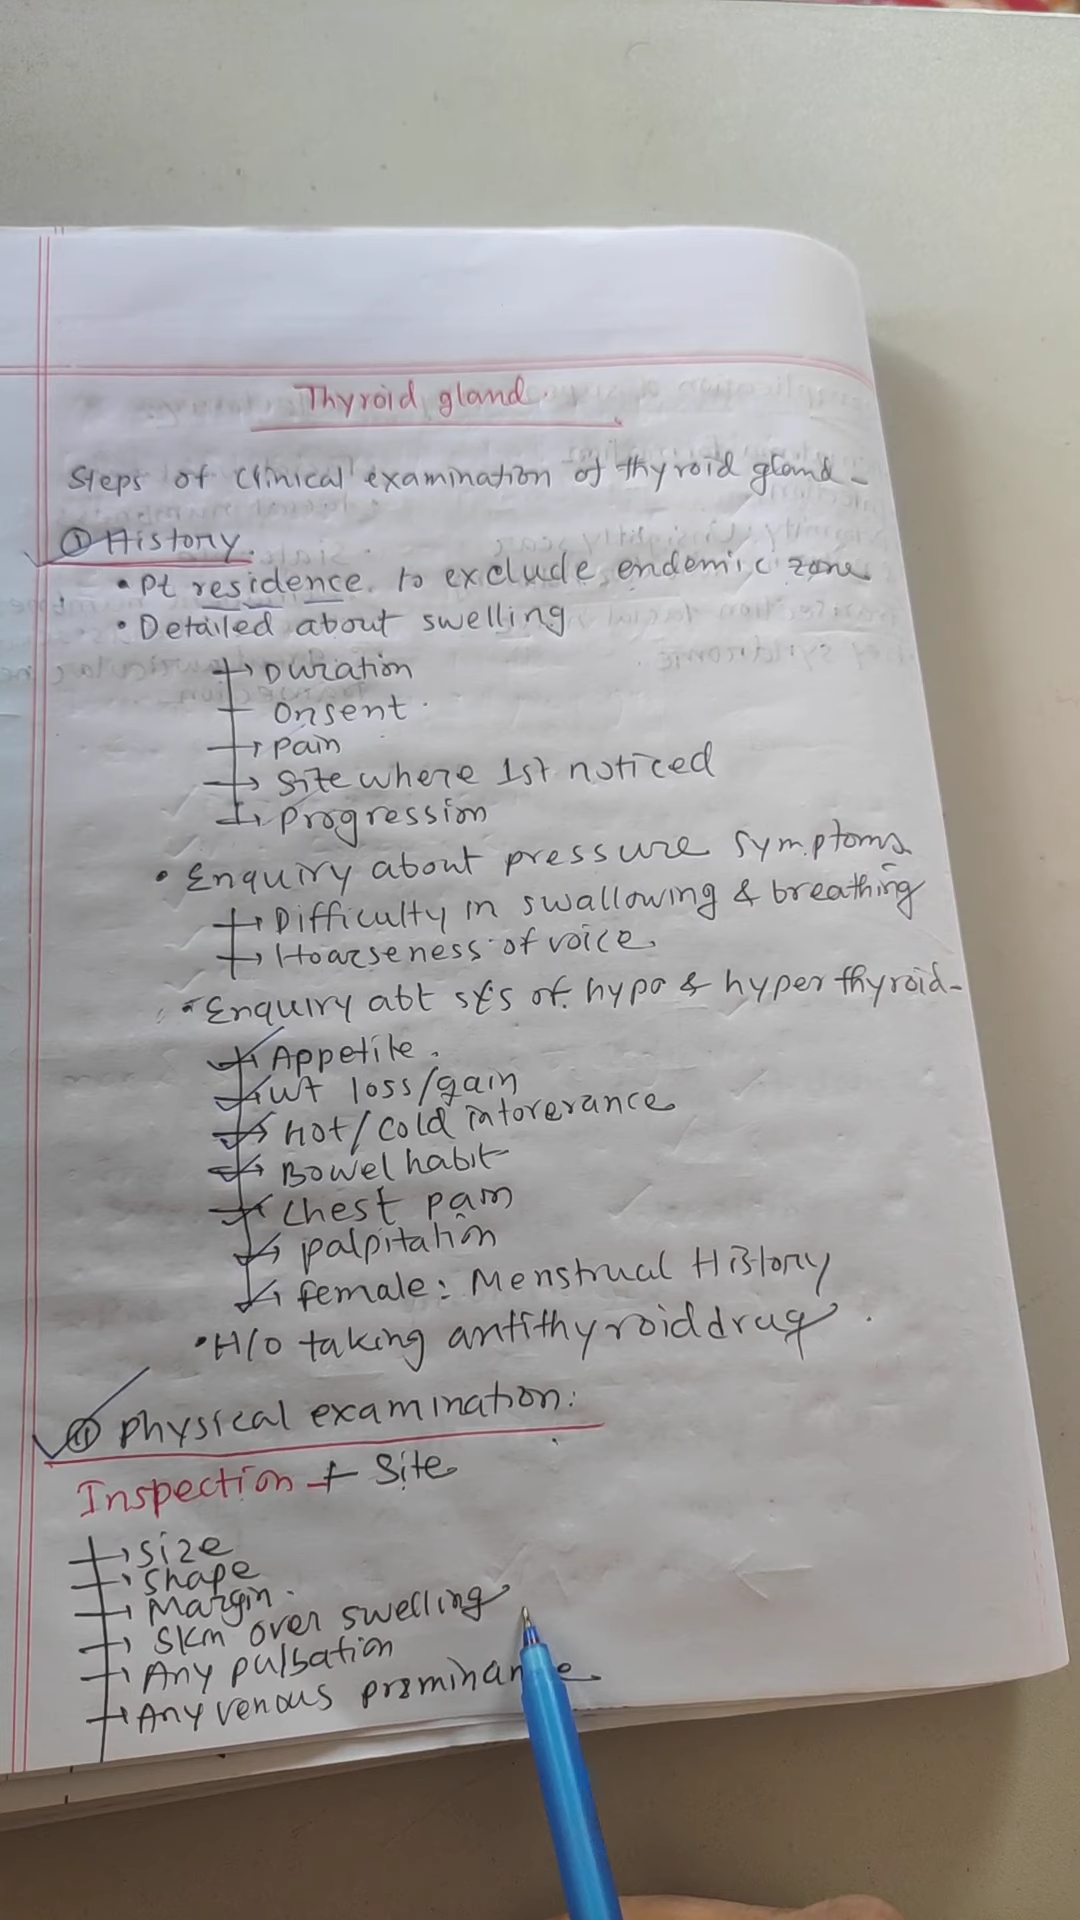 Thyroid gland.
Steps of Clinical examination of thyroid gland-
① History.
• Pt residence to exclude endemic zone
• Detailed about swelling
→ Duration
Onsent.
→ pain
→ Site where 1st noticed
→ Progression
• Enquiry about pressure symptoms
→ Difficulty in swallowing & breathing
→ Hoarseness of voice.
• Enquiry abt sts of hypo & hyper thyroid-
→ Appetite.
→ wt loss/gain
→ hot/cold intorerance
→ Bowel habit
→ Chest pain
→ palpitation
→ female: Menstrual History
• H/o taking antithyroid drug.
② physical examination:
Inspection → Site
→ Size
→ Shape
→ Margin.
→ Skin over swelling
→ Any pulsation
→ Any venous prominance